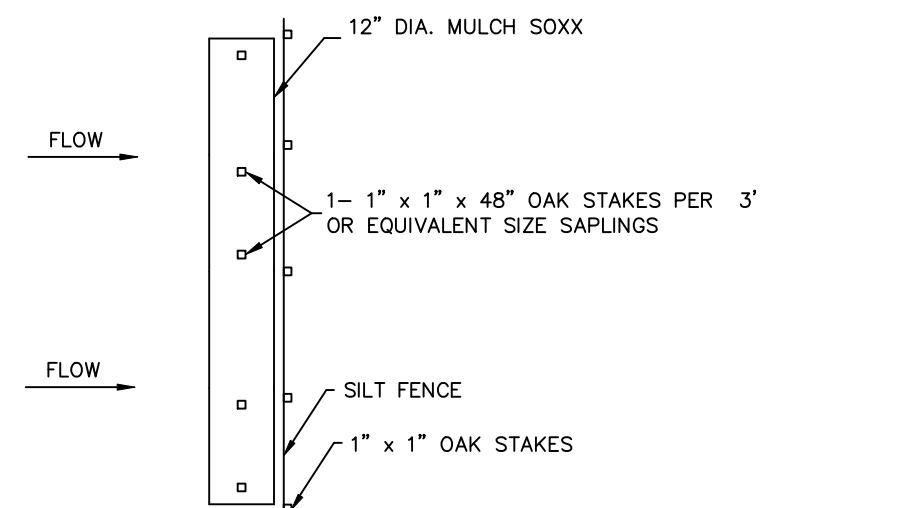 12” DIA. MULCH SOXX
FLOW
1– 1” x 1” x 48” OAK STAKES PER 3'
OR EQUIVALENT SIZE SAPLINGS
FLOW
SILT FENCE
1” x 1” OAK STAKES